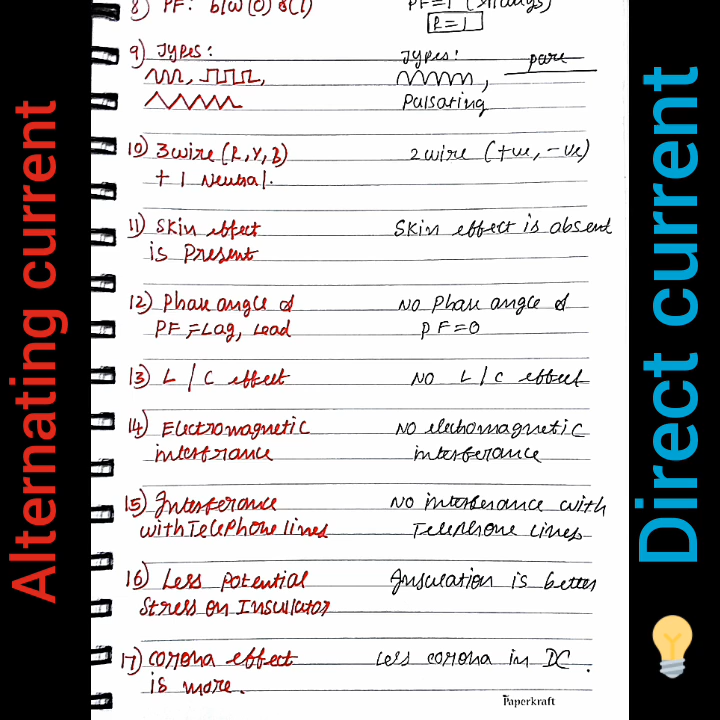 Alternating current
Direct current
8) PF: b/w (0) & (1)
PF=1 (Always)
R=1
9) Types:
Types: pure
Pulsating
10) 3 wire (R, Y, B) 2 wire (+ve, -ve)
+ 1 Neutral.
11) Skin effect Skin effect is absent
is Present
12) Phase angle & No Phase angle &
PF = Lag, Lead PF=0
13) L / C effect NO L / C effect
14) Electromagnetic NO electromagnetic
interfrance interferance
15) Interferance No interferance with
with Telephone lines Telephone lines
16) Less Potential Insulation is better
Stress on Insulator
17) Corona effect Less corona in DC.
is more.
Paperkraft